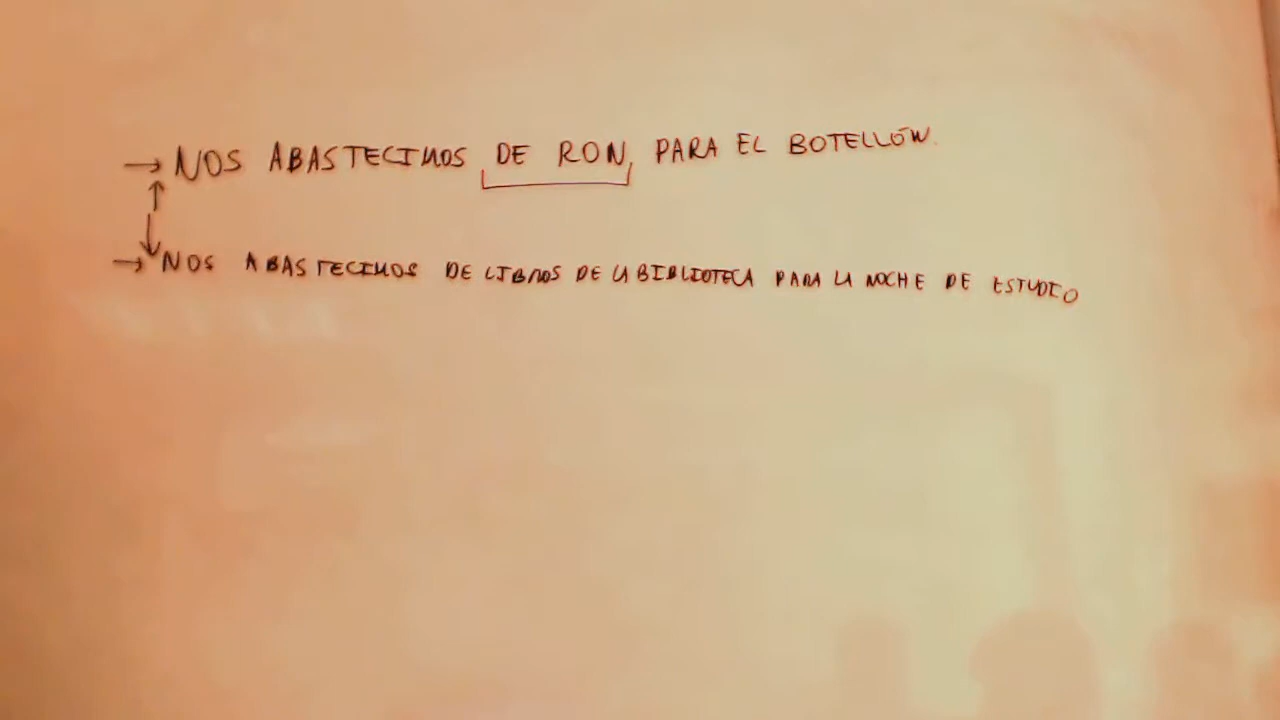 → NOS ABASTECIMOS DE RON, PARA EL BOTELLÓN.
→ NOS ABASTECIMOS DE LIBROS DE LA BIBLIOTECA PARA LA NOCHE DE ESTUDIO